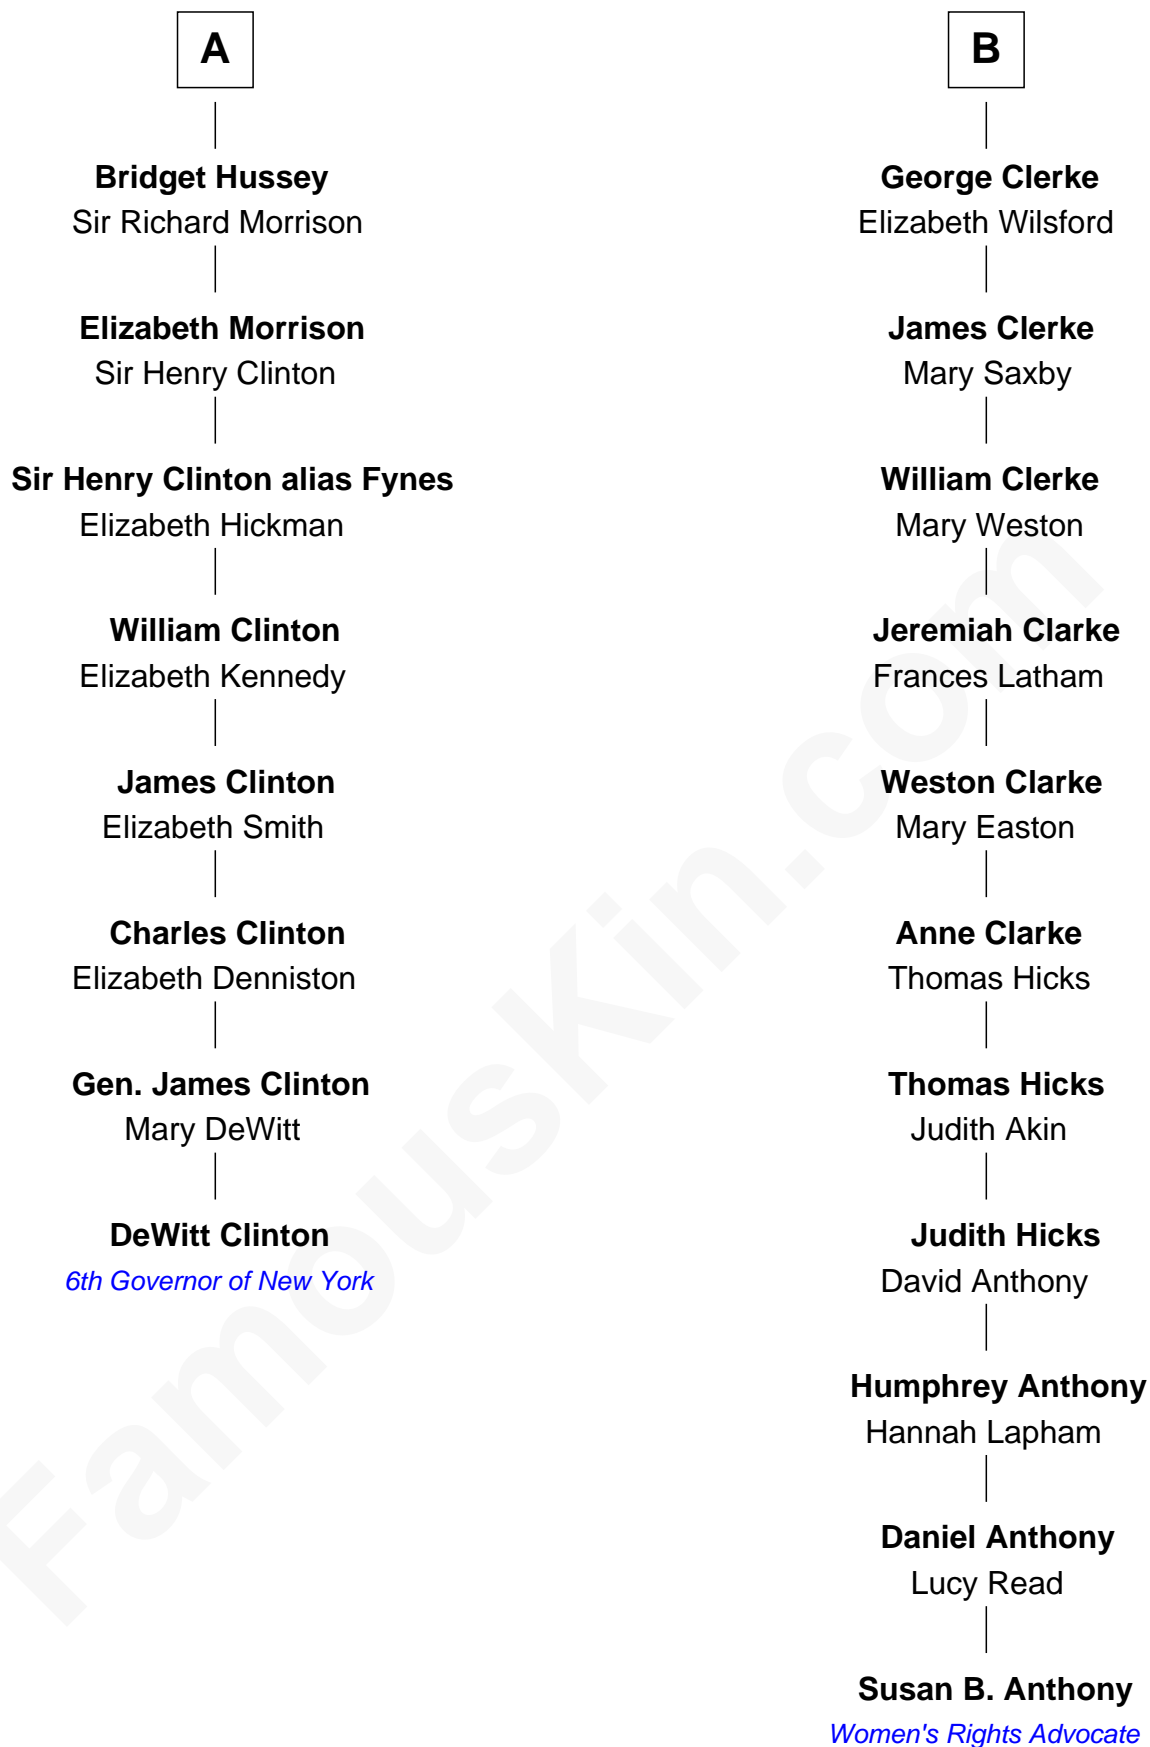 A
Bridget Hussey
Sir Richard Morrison
Elizabeth Morrison
Sir Henry Clinton
Sir Henry Clinton alias Fynes
Elizabeth Hickman
William Clinton
Elizabeth Kennedy
James Clinton
Elizabeth Smith
Charles Clinton
Elizabeth Denniston
Gen. James Clinton
Mary DeWitt
DeWitt Clinton
6th Governor of New York
B
George Clerke
Elizabeth Wilsford
James Clerke
Mary Saxby
William Clerke
Mary Weston
Jeremiah Clarke
Frances Latham
Weston Clarke
Mary Easton
Anne Clarke
Thomas Hicks
Thomas Hicks
Judith Akin
Judith Hicks
David Anthony
Humphrey Anthony
Hannah Lapham
Daniel Anthony
Lucy Read
Susan B. Anthony
Women's Rights Advocate
FamousKin.com